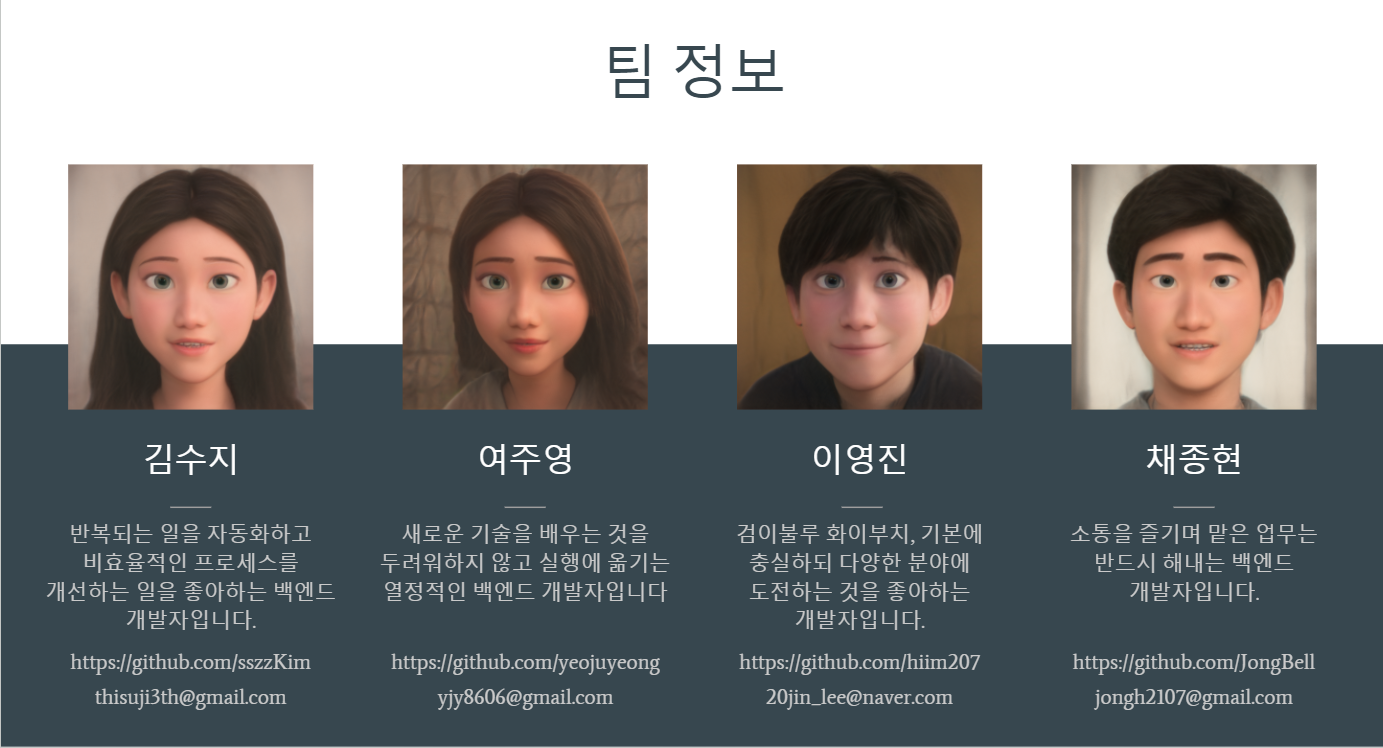 팀 정보
김수지
반복되는 일을 자동화하고
비효율적인 프로세스를
개선하는 일을 좋아하는 백엔드
개발자입니다.
https://github.com/sszzKim
thisuji3th@gmail.com
여주영
새로운 기술을 배우는 것을
두려워하지 않고 실행에 옮기는
열정적인 백엔드 개발자입니다
https://github.com/yeojuyeong
yjy8606@gmail.com
이영진
검이불루 화이부치, 기본에
충실하되 다양한 분야에
도전하는 것을 좋아하는
개발자입니다.
https://github.com/hiim207
20jin_lee@naver.com
채종현
소통을 즐기며 맡은 업무는
반드시 해내는 백엔드
개발자입니다.
https://github.com/JongBell
jongh2107@gmail.com